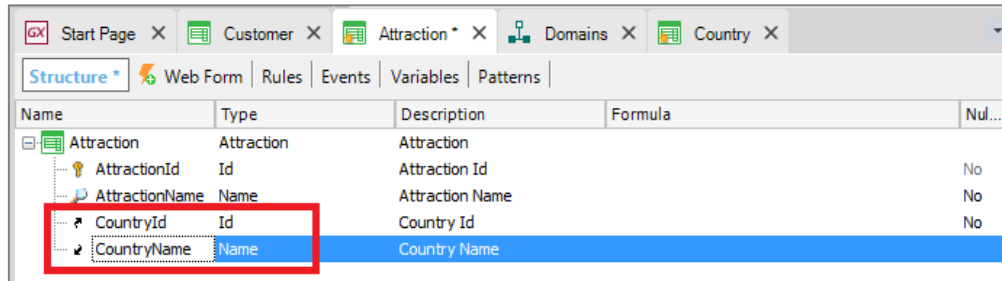 GX Start Page Customer Attraction * Domains Country
Structure * Web Form Rules Events Variables Patterns
Name Type Description Formula Nul...
Attraction Attraction Attraction
AttractionId Id Attraction Id No
AttractionName Name Attraction Name No
CountryId Id Country Id No
CountryName Name Country Name